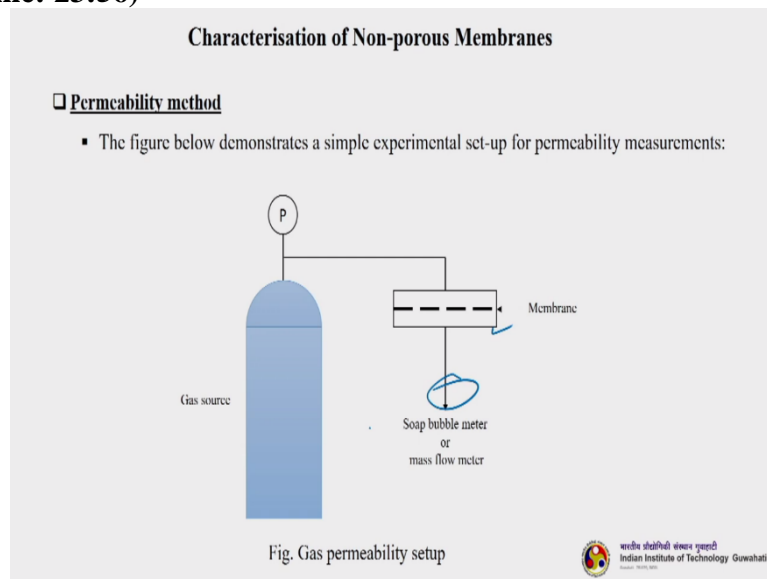 Characterisation of Non-porous Membranes
❑ Permeability method
▪ The figure below demonstrates a simple experimental set-up for permeability measurements:
P
Membrane
Gas source
Soap bubble meter
or
mass flow meter
Fig. Gas permeability setup
भारतीय प्रौद्योगिकी संस्थान गुवाहाटी
Indian Institute of Technology Guwahati